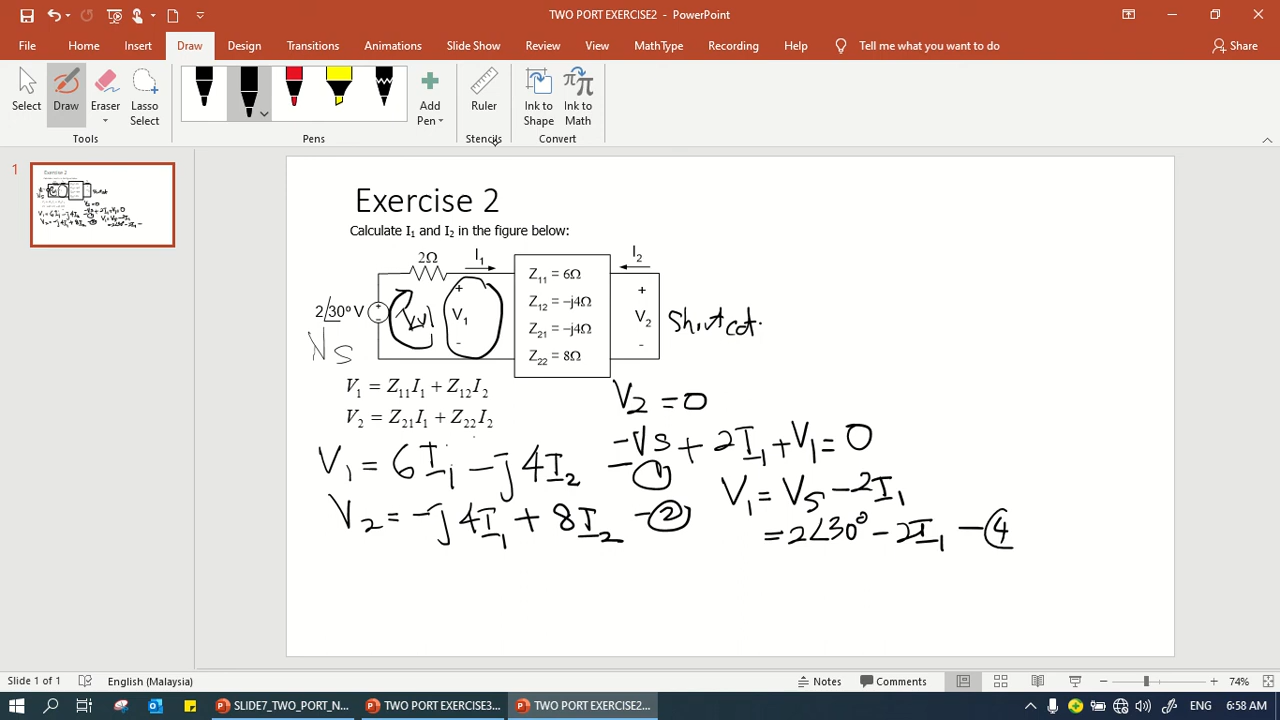 TWO PORT EXERCISE2 - PowerPoint
File Home Insert Draw Design Transitions Animations Slide Show Review View MathType Recording Help Tell me what you want to do Share
Select Draw Eraser Lasso Select Add Pen Ruler Ink to Shape Ink to Math
Tools Pens Stencils Convert
1
Exercise 2
Calculate I₁ and I₂ in the figure below:
2Ω I₁ I₂
2∠30° V
Vs
+ V₁ -
Z₁₁ = 6Ω
Z₁₂ = -j4Ω
Z₂₁ = -j4Ω
Z₂₂ = 8Ω
+ V₂ -
V₁ = Z₁₁I₁ + Z₁₂I₂
V₂ = Z₂₁I₁ + Z₂₂I₂
V₂ = 0
-Vs + 2I₁ + V₁ = 0
V₁ = 6I₁ - j4I₂ - ①
V₁ = Vs - 2I₁
V₂ = -j4I₁ + 8I₂ - ②
= 2∠30° - 2I₁ - ④
Slide 1 of 1 English (Malaysia) Notes Comments 74%
SLIDE7_TWO_PORT_N... TWO PORT EXERCISE3... TWO PORT EXERCISE2... ENG 6:58 AM